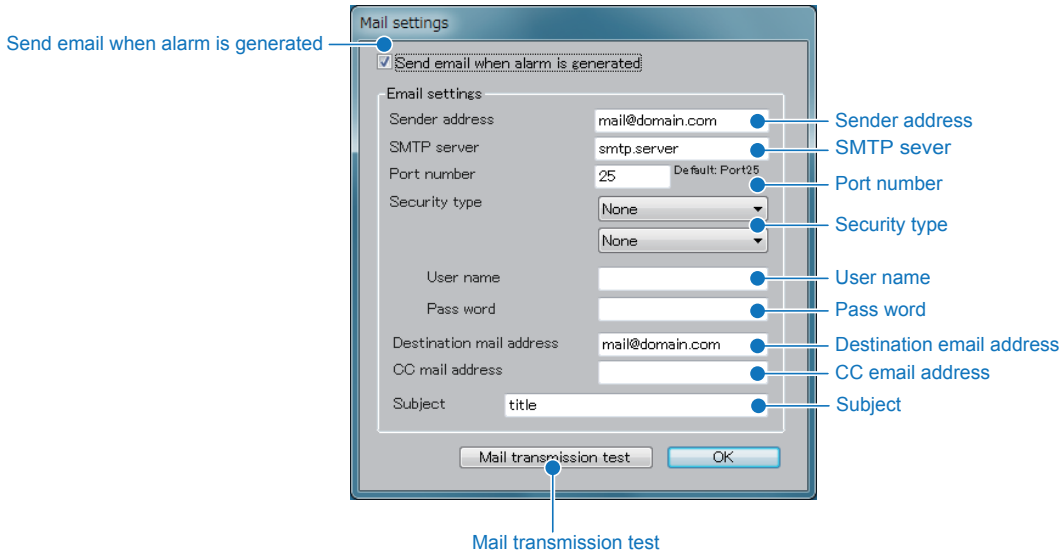 Mail settings
Send email when alarm is generated
Send email when alarm is generated
Email settings
Sender address mail@domain.com Sender address
SMTP server smtp.server SMTP sever
Port number 25 Default: Port25 Port number
Security type None
Security type
None
User name User name
Pass word Pass word
Destination mail address mail@domain.com Destination email address
CC mail address CC email address
Subject title Subject
Mail transmission test OK
Mail transmission test